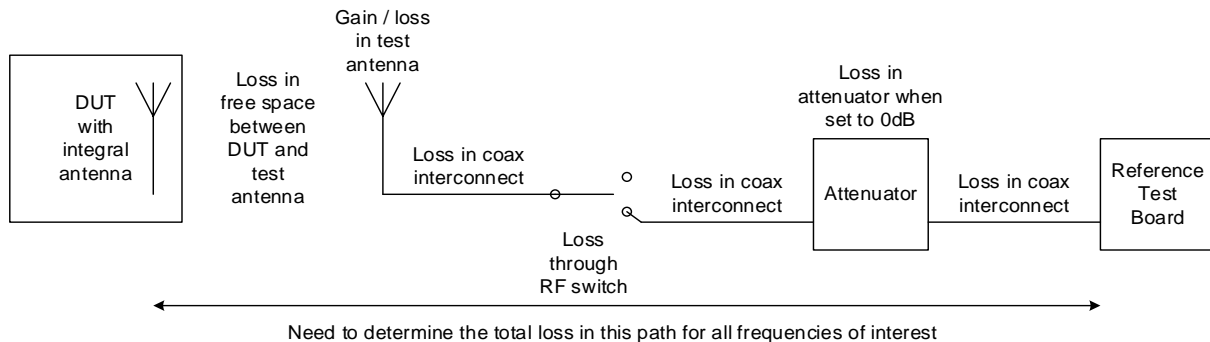 DUT
with
integral
antenna
Loss in
free space
between
DUT and
test
antenna
Gain / loss
in test
antenna
Loss in coax
interconnect
Loss
through
RF switch
Loss in coax
interconnect
Loss in
attenuator when
set to 0dB
Attenuator
Loss in coax
interconnect
Reference
Test
Board
Need to determine the total loss in this path for all frequencies of interest